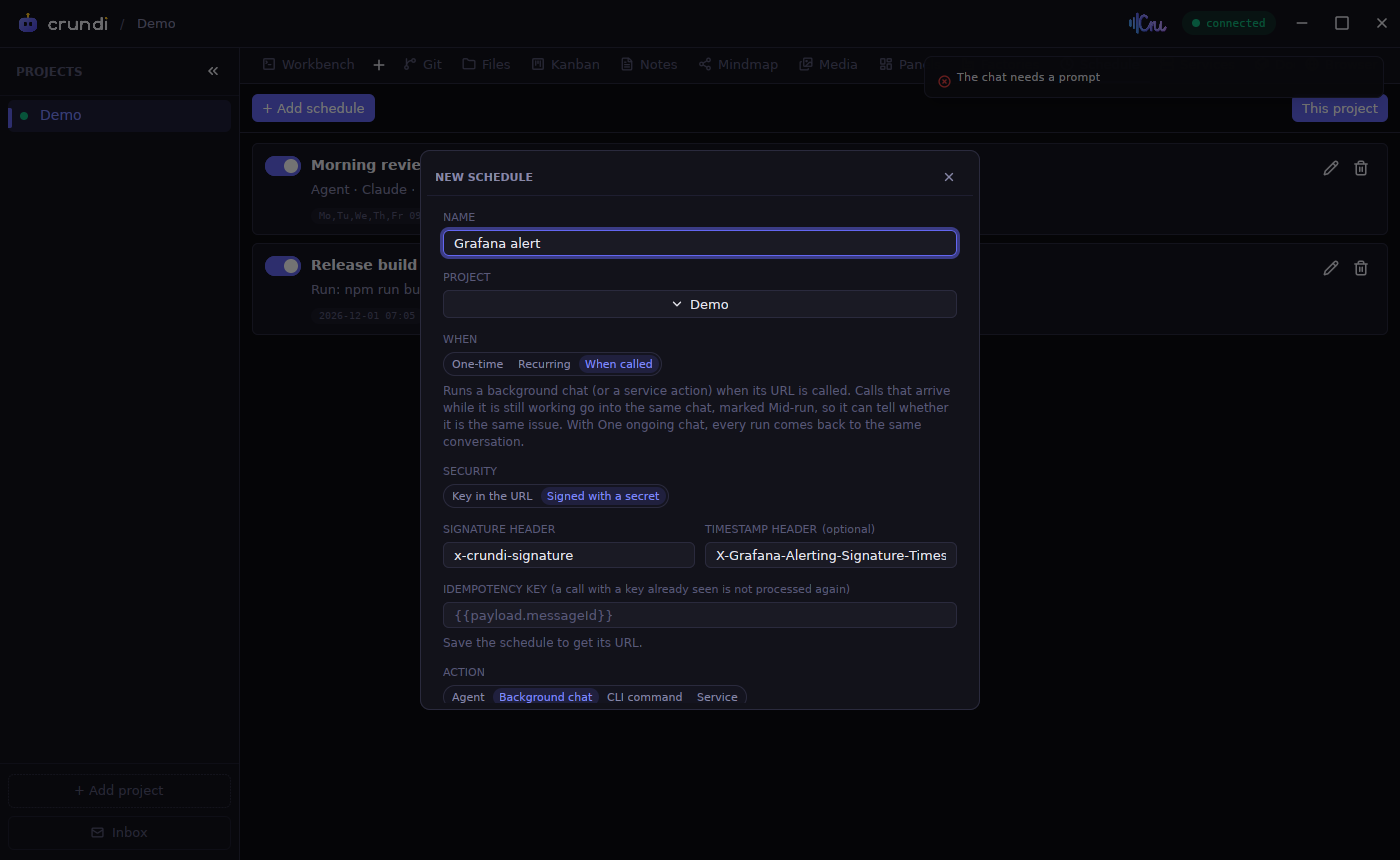 crundi / Demo
Cru
connected
PROJECTS
Workbench
Git
Files
Kanban
Notes
Mindmap
Media
The chat needs a prompt
Demo
+ Add schedule
This project
Agent · Claude ·
Mo,Tu,We,Th,Fr
Release build
Run: npm run
2026-12-01 07:05
NEW SCHEDULE
NAME
Grafana alert
PROJECT
Demo
WHEN
One-time Recurring When called
Runs a background chat (or a service action) when its URL is called. Calls that arrive
while it is still working go into the same chat, marked Mid-run, so it can tell whether
it is the same issue. With One ongoing chat, every run comes back to the same
conversation.
SECURITY
Key in the URL Signed with a secret
SIGNATURE HEADER
TIMESTAMP HEADER (optional)
x-crundi-signature
X-Grafana-Alerting-Signature-Times
IDEMPOTENCY KEY (a call with a key already seen is not processed again)
{{payload.messageId}}
Save the schedule to get its URL.
ACTION
Agent Background chat CLI command Service
+ Add project
Inbox